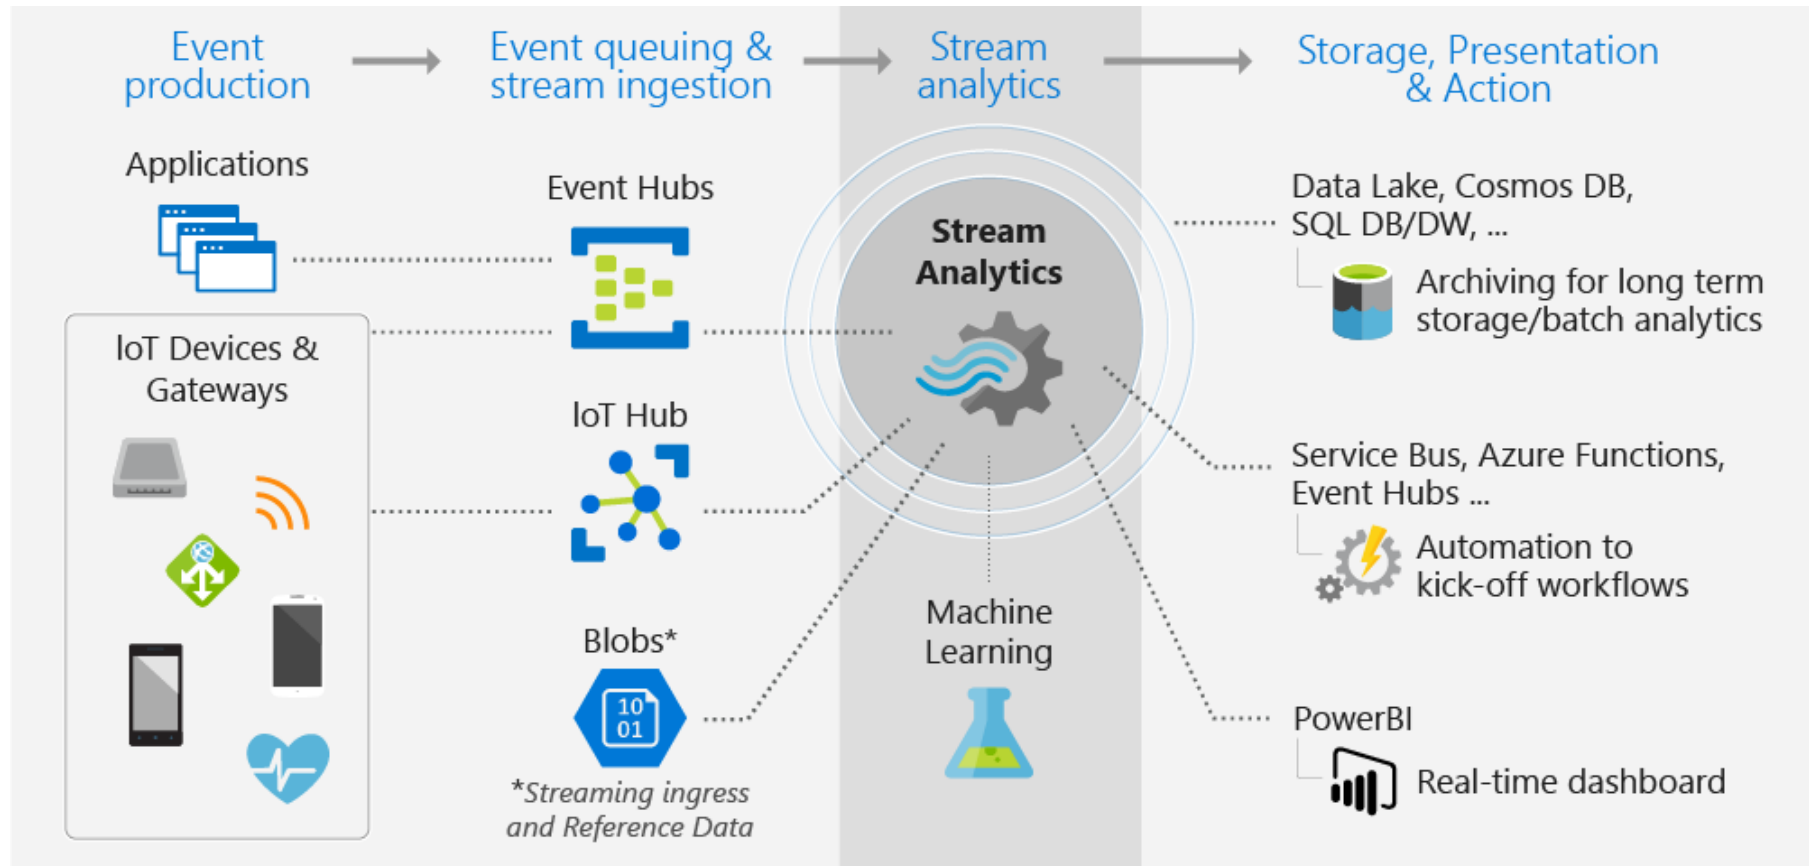 Event
production
Event queuing &
stream ingestion
Stream
analytics
Storage, Presentation
& Action
Applications
IoT Devices &
Gateways
Event Hubs
IoT Hub
Blobs*
10
01
*Streaming ingress
and Reference Data
Stream
Analytics
Machine
Learning
Data Lake, Cosmos DB,
SQL DB/DW, ...
Archiving for long term
storage/batch analytics
Service Bus, Azure Functions,
Event Hubs ...
Automation to
kick-off workflows
PowerBI
Real-time dashboard